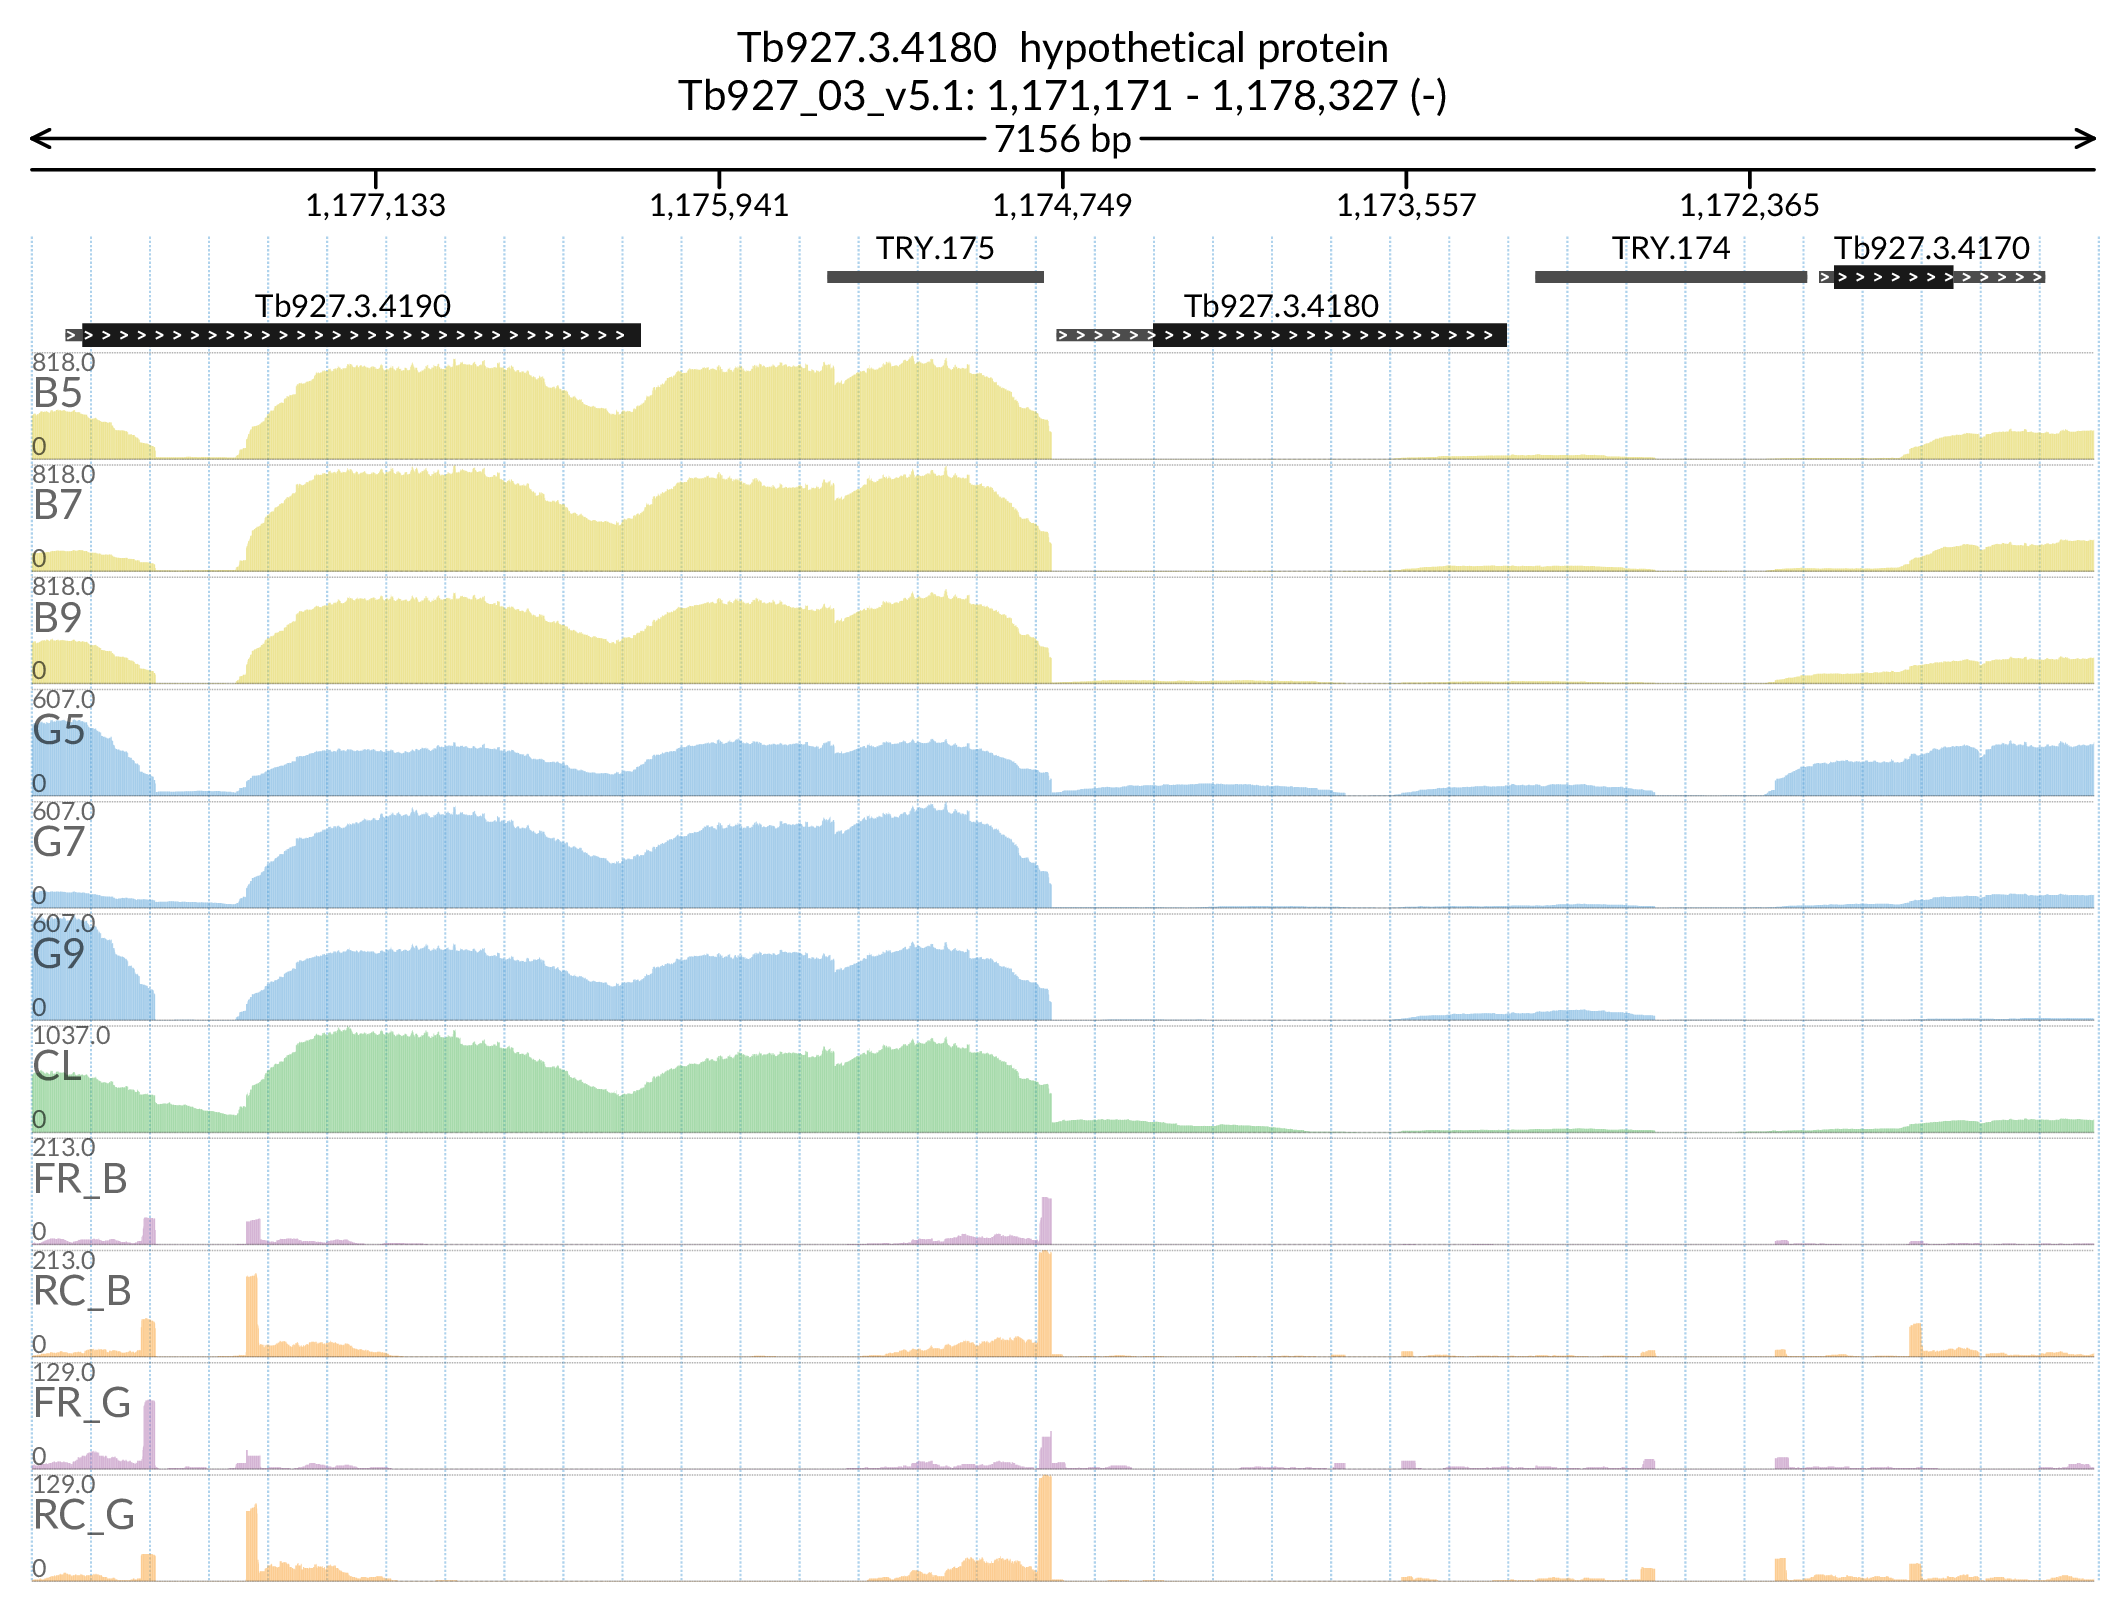 Tb927.3.4180  hypothetical protein
Tb927_03_v5.1: 1,171,171 - 1,178,327 (-)
7156 bp
1,177,133 1,175,941 1,174,749 1,173,557 1,172,365
TRY.175 TRY.174 Tb927.3.4170
Tb927.3.4190 Tb927.3.4180
818.0
B5
0
818.0
B7
0
818.0
B9
0
607.0
G5
0
607.0
G7
0
607.0
G9
0
1037.0
CL
0
213.0
FR_B
0
213.0
RC_B
0
129.0
FR_G
0
129.0
RC_G
0